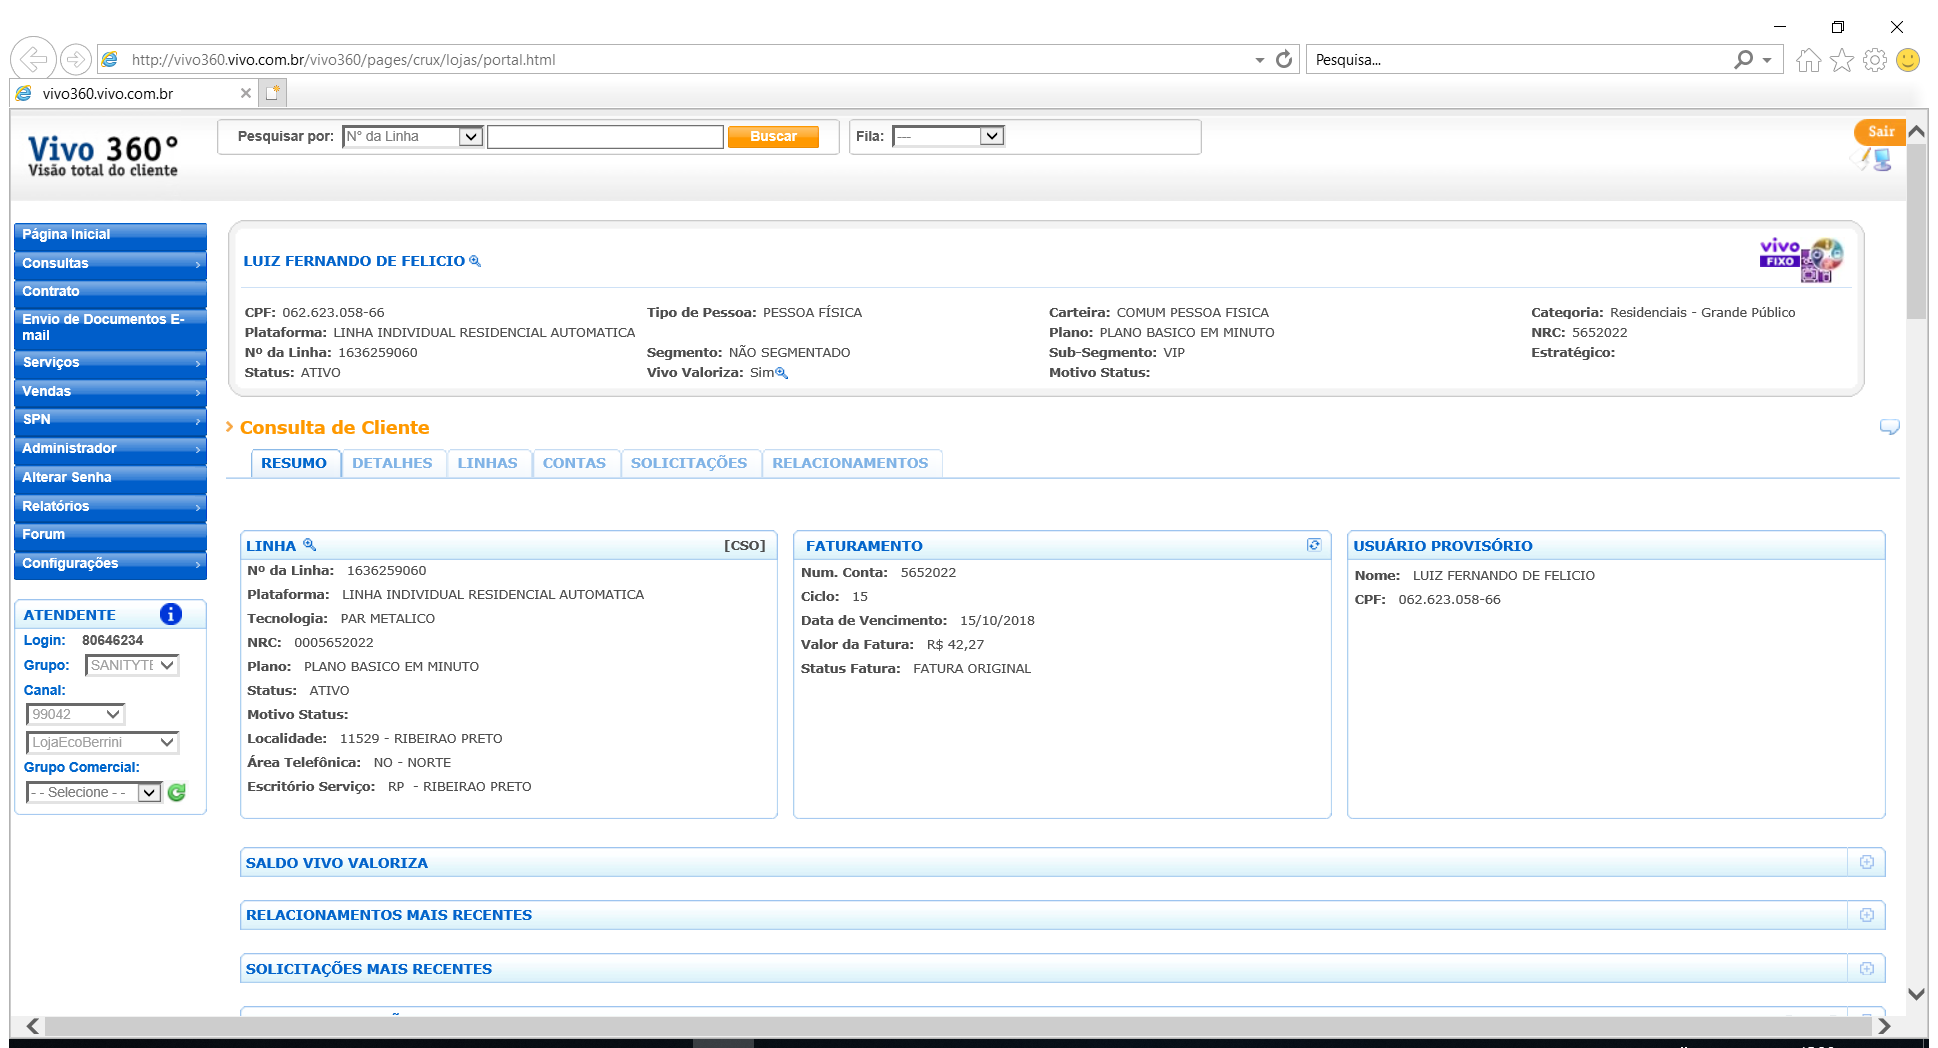 http://vivo360.vivo.com.br/vivo360/pages/crux/lojas/portal.html
Pesquisa...
vivo360.vivo.com.br
Vivo 360°
Visão total do cliente
Pesquisar por: N° da Linha Buscar
Fila: ---
Sair
Página Inicial
Consultas
Contrato
Envio de Documentos E-
mail
Serviços
Vendas
SPN
Administrador
Alterar Senha
Relatórios
Forum
Configurações
ATENDENTE
Login: 80646234
Grupo: SANITYTE
Canal:
99042
LojaEcoBerrini
Grupo Comercial:
- - Selecione - -
LUIZ FERNANDO DE FELICIO
vivo
FIXO
CPF: 062.623.058-66 Tipo de Pessoa: PESSOA FÍSICA Carteira: COMUM PESSOA FISICA Categoria: Residenciais - Grande Público
Plataforma: LINHA INDIVIDUAL RESIDENCIAL AUTOMATICA Plano: PLANO BASICO EM MINUTO NRC: 5652022
Nº da Linha: 1636259060 Segmento: NÃO SEGMENTADO Sub-Segmento: VIP Estratégico:
Status: ATIVO Vivo Valoriza: Sim Motivo Status:
Consulta de Cliente
RESUMO DETALHES LINHAS CONTAS SOLICITAÇÕES RELACIONAMENTOS
LINHA [CSO]
Nº da Linha: 1636259060
Plataforma: LINHA INDIVIDUAL RESIDENCIAL AUTOMATICA
Tecnologia: PAR METALICO
NRC: 0005652022
Plano: PLANO BASICO EM MINUTO
Status: ATIVO
Motivo Status:
Localidade: 11529 - RIBEIRAO PRETO
Área Telefônica: NO - NORTE
Escritório Serviço: RP - RIBEIRAO PRETO
FATURAMENTO
Num. Conta: 5652022
Ciclo: 15
Data de Vencimento: 15/10/2018
Valor da Fatura: R$ 42,27
Status Fatura: FATURA ORIGINAL
USUÁRIO PROVISÓRIO
Nome: LUIZ FERNANDO DE FELICIO
CPF: 062.623.058-66
SALDO VIVO VALORIZA
RELACIONAMENTOS MAIS RECENTES
SOLICITAÇÕES MAIS RECENTES